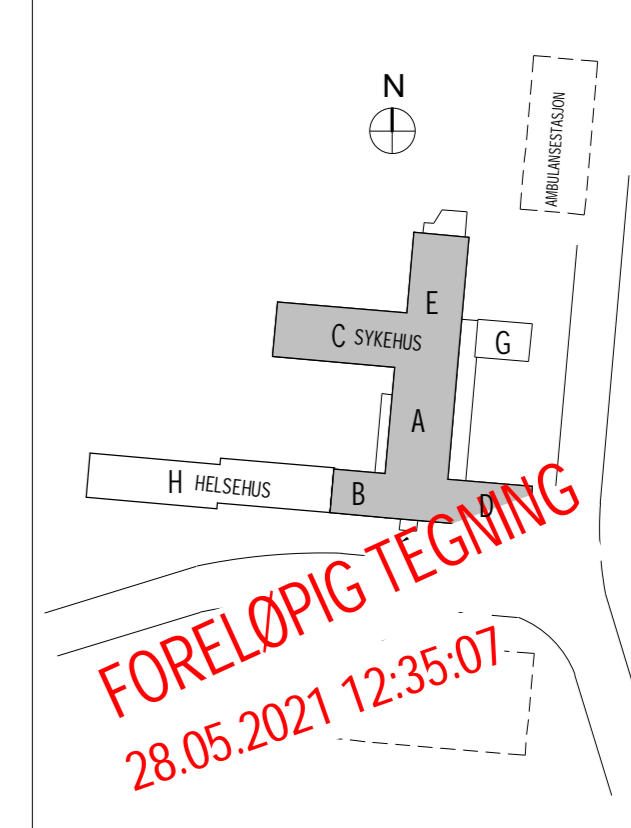 N
AMBULANSESTASJON
E
C SYKEHUS
G
A
H HELSEHUS
B
D
FORELØPIG TEGNING
28.05.2021 12:35:07